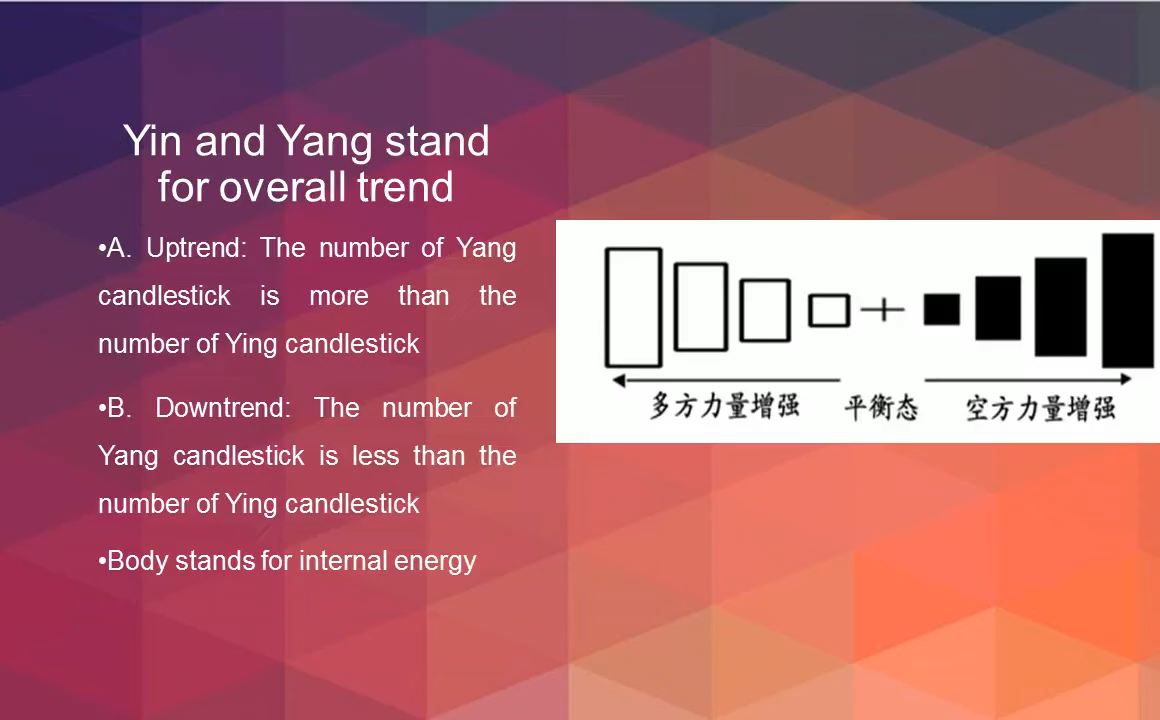 Yin and Yang stand
for overall trend
•A. Uptrend: The number of Yang
candlestick is more than the
number of Ying candlestick
•B. Downtrend: The number of
Yang candlestick is less than the
number of Ying candlestick
•Body stands for internal energy
多方力量增强 平衡态 空方力量增强